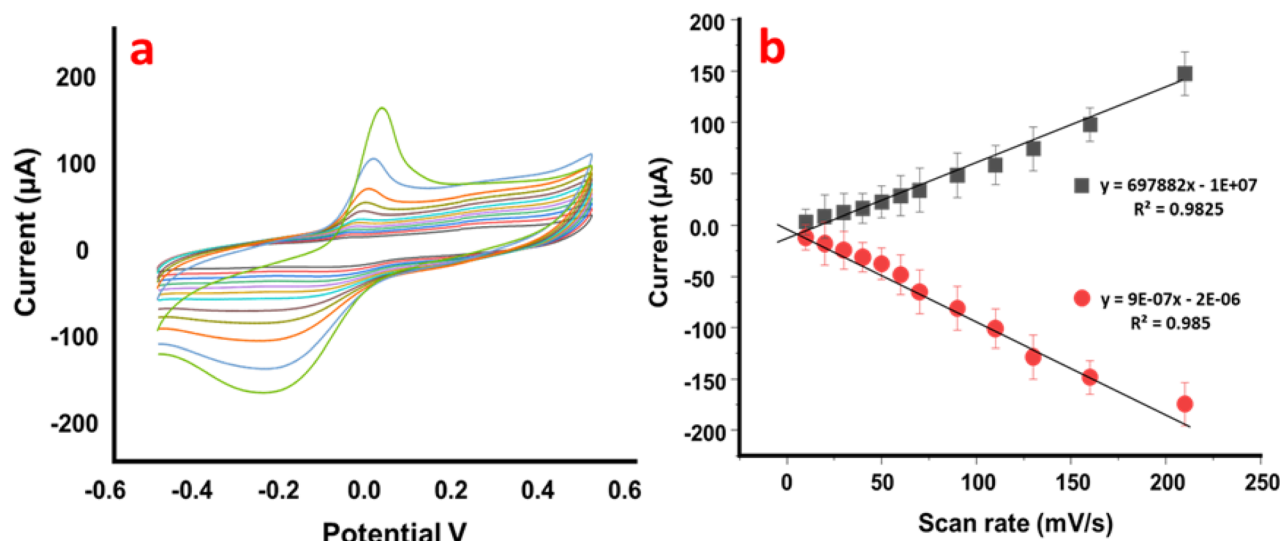 a
200
100
0
-100
-200
Current (µA)
-0.6
-0.4
-0.2
0.0
0.2
0.4
0.6
Potential V
b
200
150
100
50
0.0
-50
-100
-150
-200
Current (µA)
y = 697882x - 1E+07
R² = 0.9825
y = 9E-07x - 2E-06
R² = 0.985
0
50
100
150
200
250
Scan rate (mV/s)